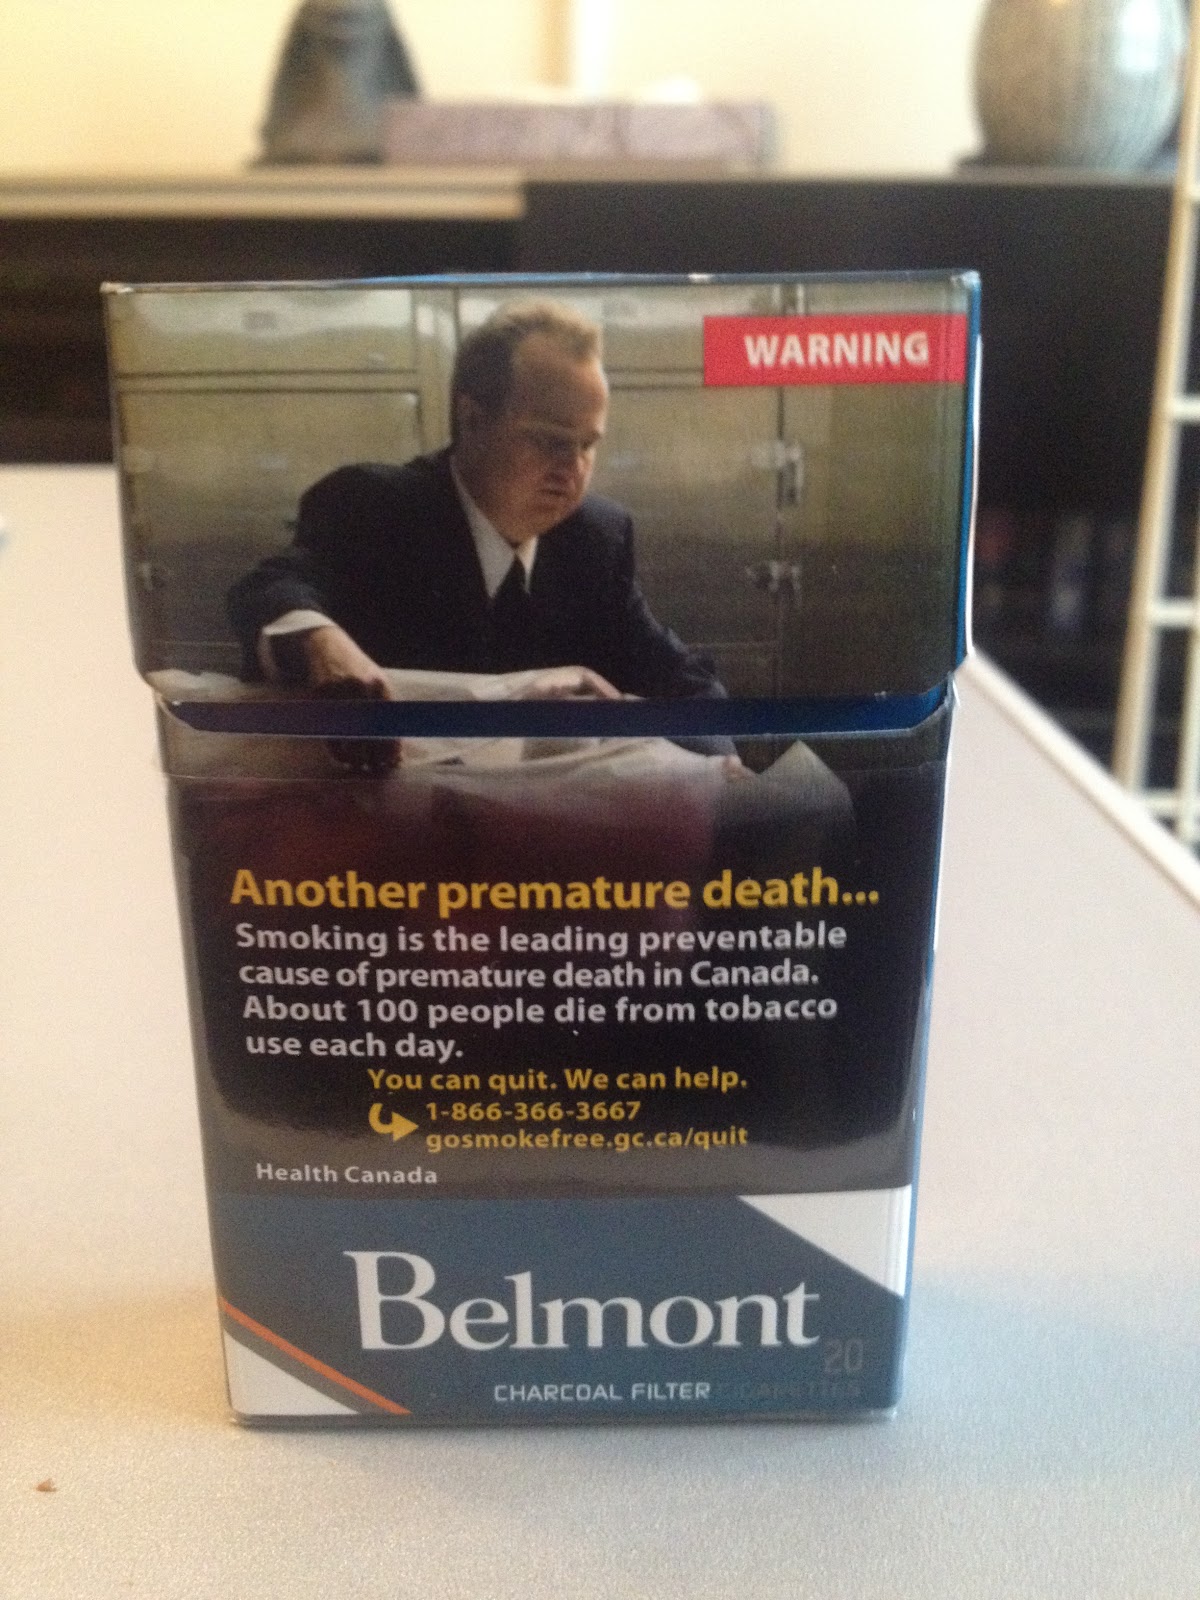 WARNING
Another premature death...
Smoking is the leading preventable
cause of premature death in Canada.
About 100 people die from tobacco
use each day.
You can quit. We can help.
1-866-366-3667
gosmokefree.gc.ca/quit
Health Canada
Belmont
20
CHARCOAL FILTER CIGARETTES